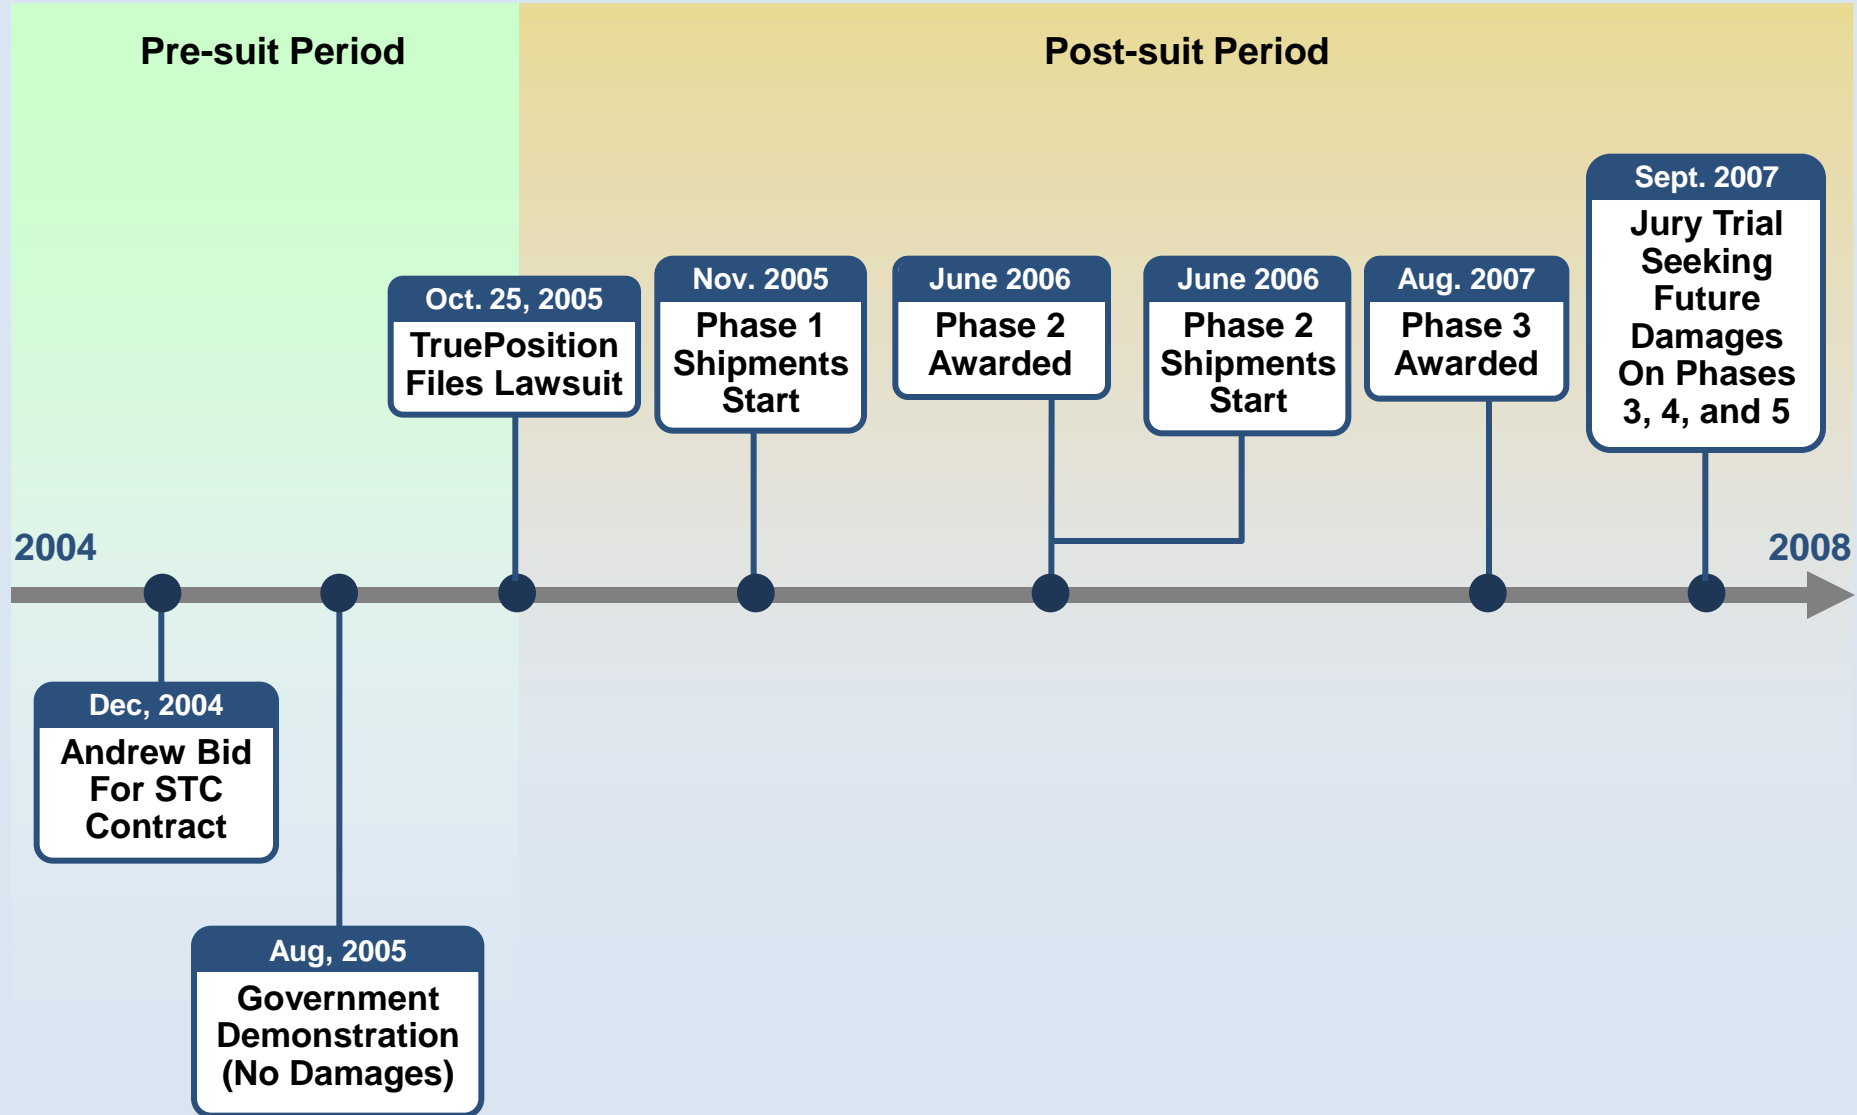 Pre-suit Period
Post-suit Period
Sept. 2007
Jury Trial
Seeking
Future
Damages
On Phases
3, 4, and 5
Oct. 25, 2005
TruePosition
Files Lawsuit
Nov. 2005
Phase 1
Shipments
Start
June 2006
Phase 2
Awarded
June 2006
Phase 2
Shipments
Start
Aug. 2007
Phase 3
Awarded
2004
2008
Dec, 2004
Andrew Bid
For STC
Contract
Aug, 2005
Government
Demonstration
(No Damages)